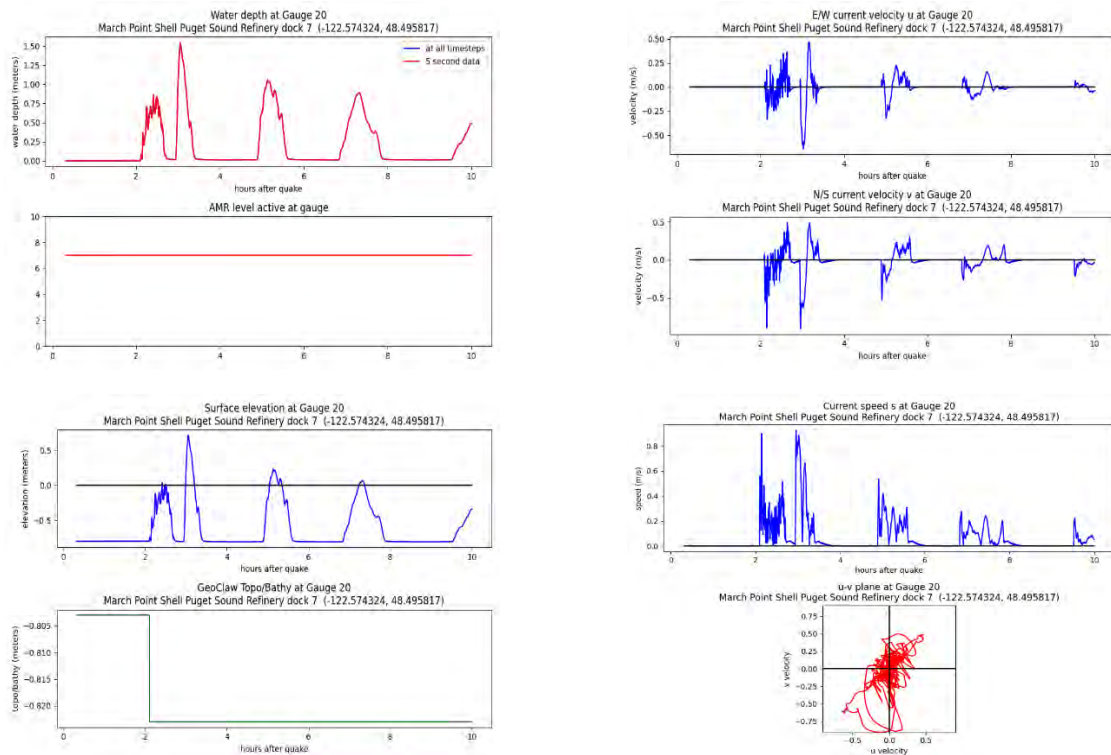 Water depth at Gauge 20
March Point Shell Puget Sound Refinery dock 7 (-122.574324, 48.495817)
water depth (meters)
1.50
1.25
1.00
0.75
0.50
0.25
0.00
at all timesteps
5 second data
0 2 4 6 8 10
hours after quake
AMR level active at gauge
10
8
6
4
2
0
0 2 4 6 8 10
Surface elevation at Gauge 20
March Point Shell Puget Sound Refinery dock 7 (-122.574324, 48.495817)
elevation (meters)
0.5
0.0
−0.5
0 2 4 6 8 10
hours after quake
GeoClaw Topo/Bathy at Gauge 20
March Point Shell Puget Sound Refinery dock 7 (-122.574324, 48.495817)
topo/bathy (meters)
−0.805
−0.810
−0.815
−0.820
0 2 4 6 8 10
hours after quake
E/W current velocity u at Gauge 20
March Point Shell Puget Sound Refinery dock 7 (-122.574324, 48.495817)
velocity (m/s)
0.50
0.25
0.00
−0.25
−0.50
0 2 4 6 8 10
hours after quake
N/S current velocity v at Gauge 20
March Point Shell Puget Sound Refinery dock 7 (-122.574324, 48.495817)
velocity (m/s)
0.5
0.0
−0.5
0 2 4 6 8 10
hours after quake
Current speed s at Gauge 20
March Point Shell Puget Sound Refinery dock 7 (-122.574324, 48.495817)
speed (m/s)
0.8
0.6
0.4
0.2
0.0
0 2 4 6 8 10
hours after quake
u-v plane at Gauge 20
March Point Shell Puget Sound Refinery dock 7 (-122.574324, 48.495817)
v velocity
0.75
0.50
0.25
0.00
−0.25
−0.50
−0.75
−0.5 0.0 0.5
u velocity